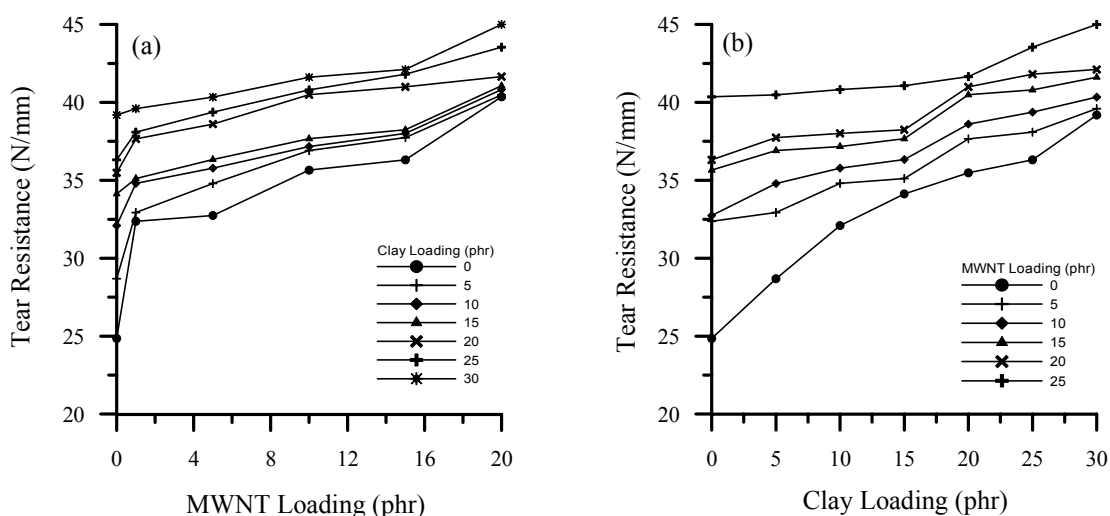 (a)
Tear Resistance (N/mm)
45
40
35
30
25
20
0 4 8 12 16 20
MWNT Loading (phr)
Clay Loading (phr)
0
5
10
15
20
25
30
(b)
Tear Resistance (N/mm)
45
40
35
30
25
20
0 5 10 15 20 25 30
Clay Loading (phr)
MWNT Loading (phr)
0
5
10
15
20
25